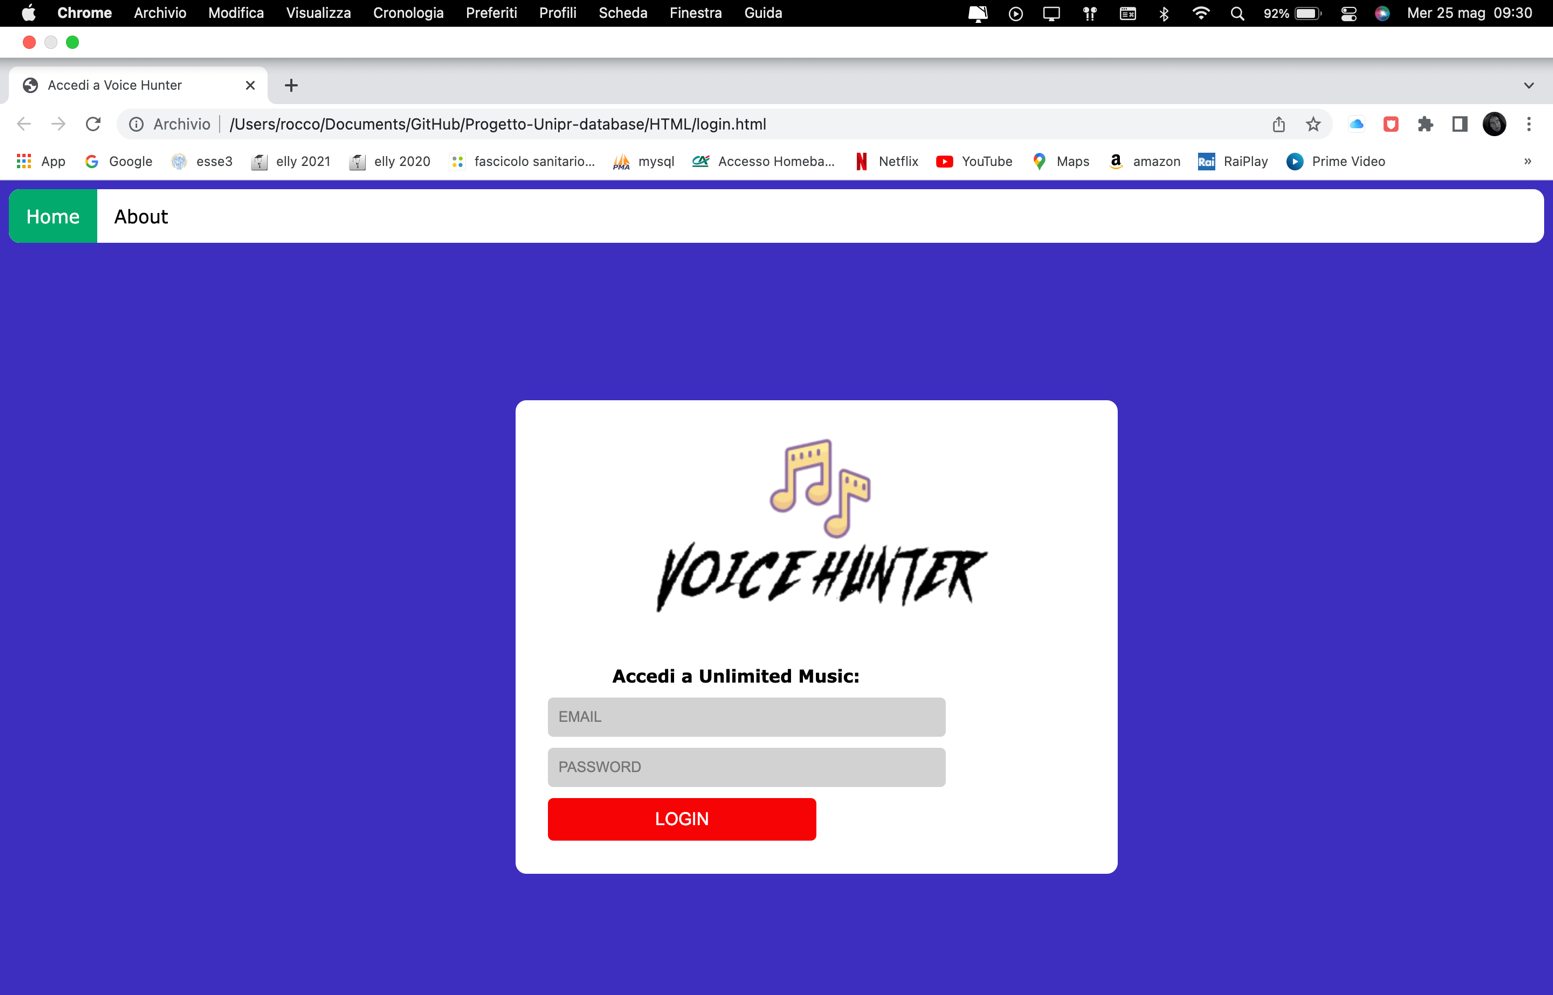 Chrome Archivio Modifica Visualizza Cronologia Preferiti Profili Scheda Finestra Guida 92% Mer 25 mag 09:30
Accedi a Voice Hunter
Archivio /Users/rocco/Documents/GitHub/Progetto-Unipr-database/HTML/login.html
App Google esse3 elly 2021 elly 2020 fascicolo sanitario... PMA mysql CA Accesso Homeba... Netflix YouTube Maps amazon Rai RaiPlay Prime Video »
Home About
VOICE HUNTER
Accedi a Unlimited Music:
EMAIL
PASSWORD
LOGIN